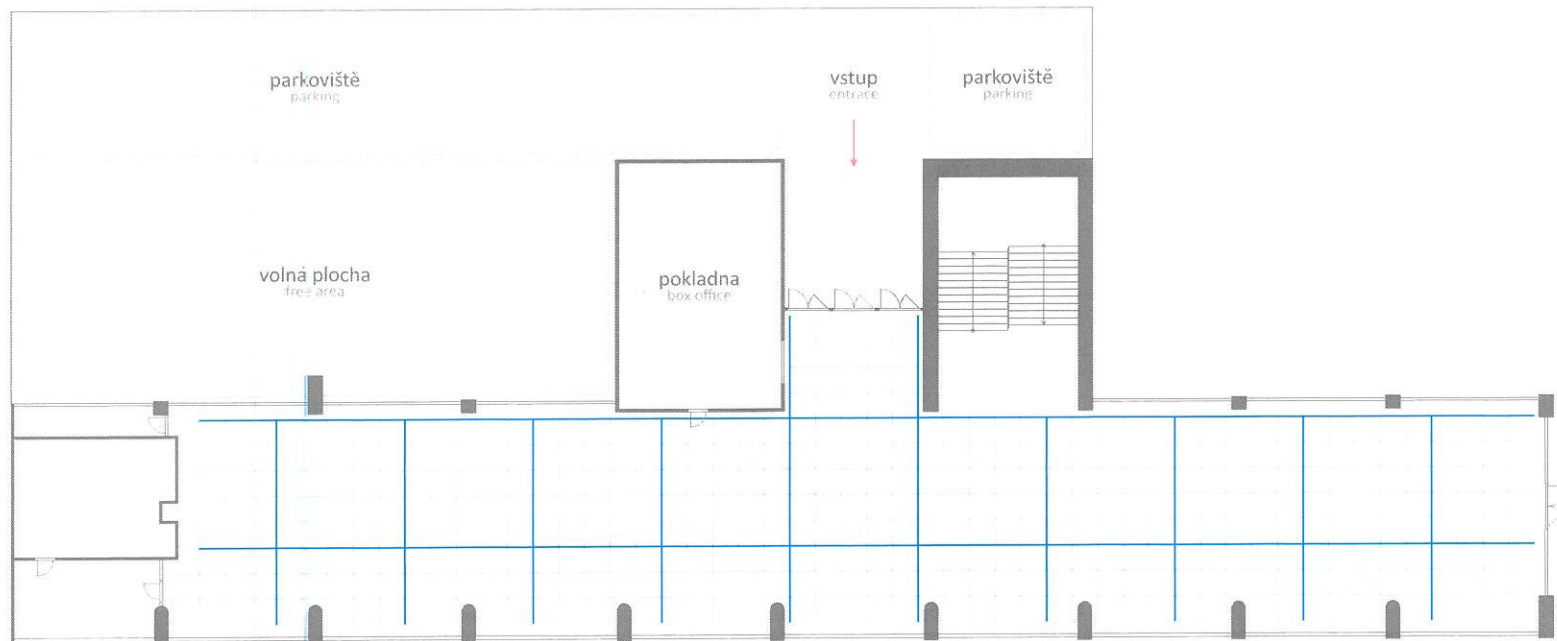 parkoviště
parking
vstup
entrace
parkoviště
parking
volná plocha
free area
pokladna
box office